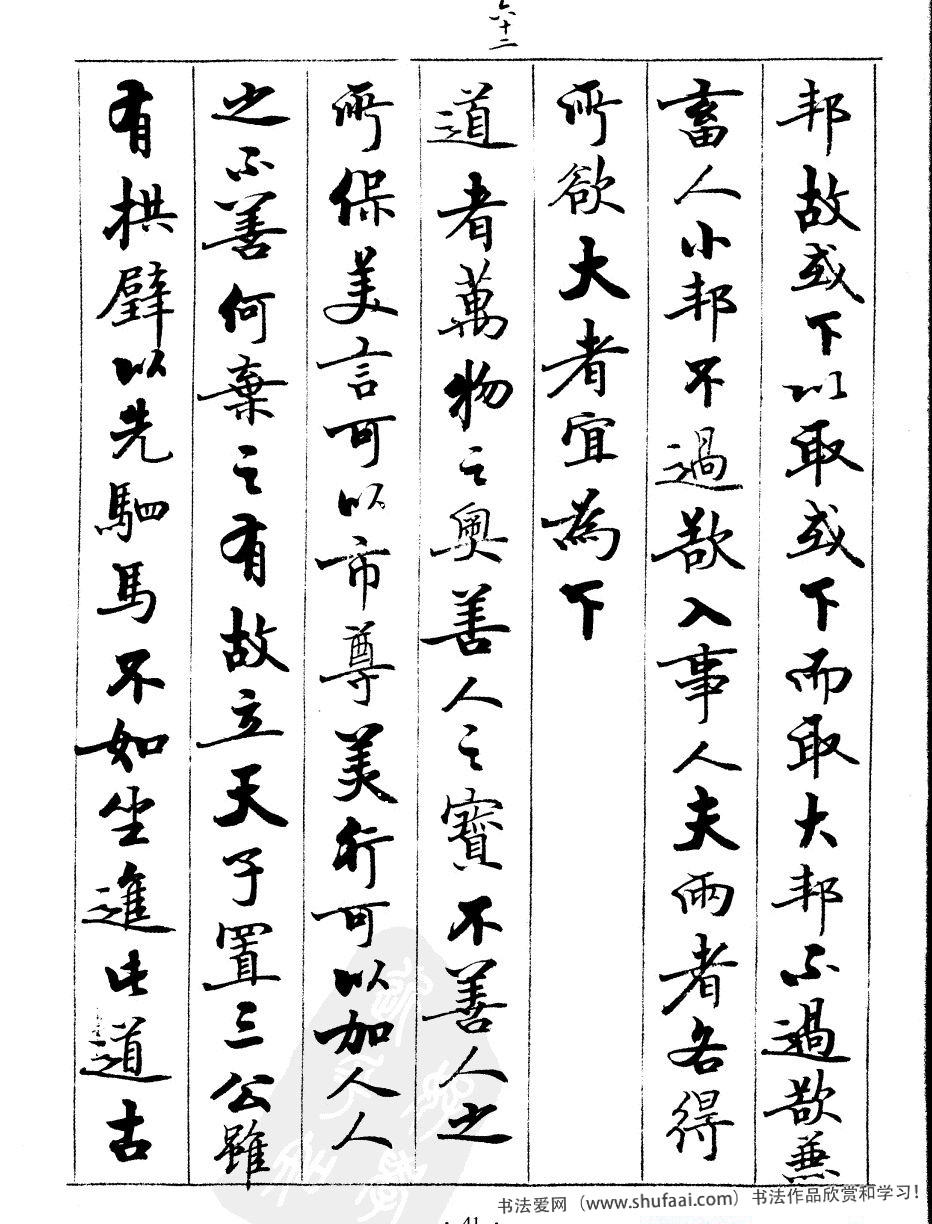 六十二
邦故或下以取或下而取大邦不過欲兼
畜人小邦不過欲入事人夫兩者各得
所欲大者宜為下
道者萬物之奧善人之寶不善人之
所保美言可以市尊美行可以加人人
之不善何棄之有故立天子置三公雖
有栱璧以先駟馬不如坐進此道古
书法爱网（www.shufaai.com）书法作品欣赏和学习！
· 41 ·